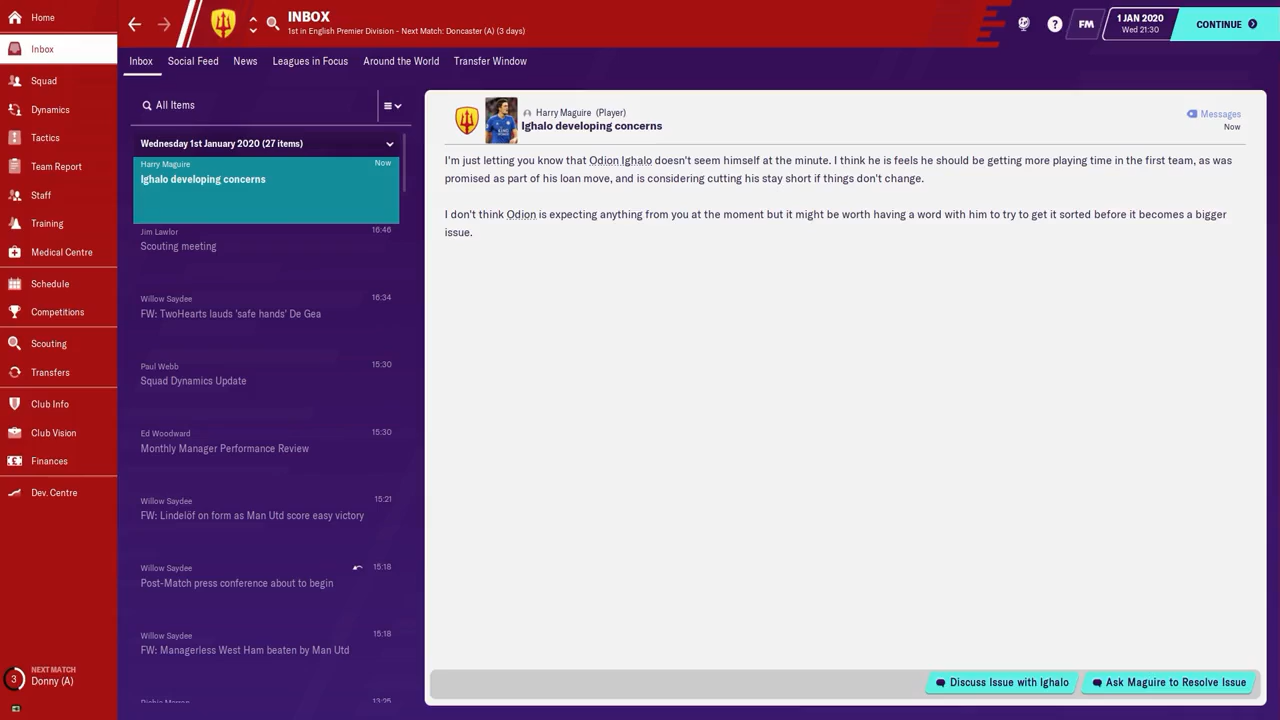 Home
Inbox
Squad
Dynamics
Tactics
Team Report
Staff
Training
Medical Centre
Schedule
Competitions
Scouting
Transfers
Club Info
Club Vision
Finances
Dev. Centre
3
NEXT MATCH
Donny (A)
INBOX
1st in English Premier Division - Next Match: Doncaster (A) (3 days)
?
FM
1 JAN 2020
Wed 21:30
CONTINUE
Inbox
Social Feed
News
Leagues in Focus
Around the World
Transfer Window
All Items
Wednesday 1st January 2020 (27 items)
Harry Maguire
Now
Ighalo developing concerns
Jim Lawlor
16:46
Scouting meeting
Willow Saydee
16:34
FW: TwoHearts lauds 'safe hands' De Gea
Paul Webb
15:30
Squad Dynamics Update
Ed Woodward
15:30
Monthly Manager Performance Review
Willow Saydee
15:21
FW: Lindelöf on form as Man Utd score easy victory
Willow Saydee
15:18
Post-Match press conference about to begin
Willow Saydee
15:18
FW: Managerless West Ham beaten by Man Utd
Harry Maguire (Player)
Ighalo developing concerns
Messages
Now
I'm just letting you know that Odion Ighalo doesn't seem himself at the minute. I think he is feels he should be getting more playing time in the first team, as was
promised as part of his loan move, and is considering cutting his stay short if things don't change.
I don't think Odion is expecting anything from you at the moment but it might be worth having a word with him to try to get it sorted before it becomes a bigger
issue.
Discuss Issue with Ighalo
Ask Maguire to Resolve Issue